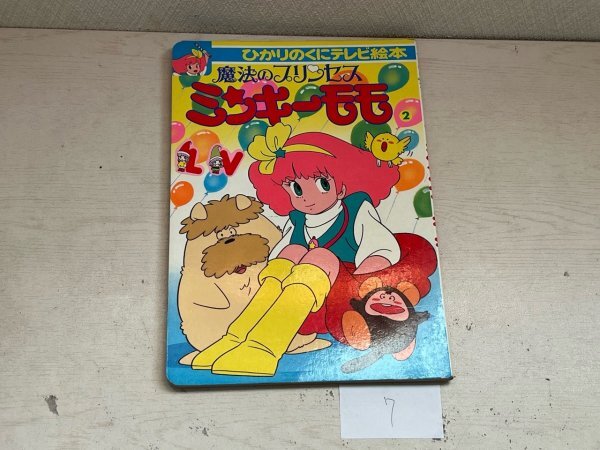 ひかりのくにテレビ絵本
魔法のプリンセス
ミンキーモモ
2
LV
7